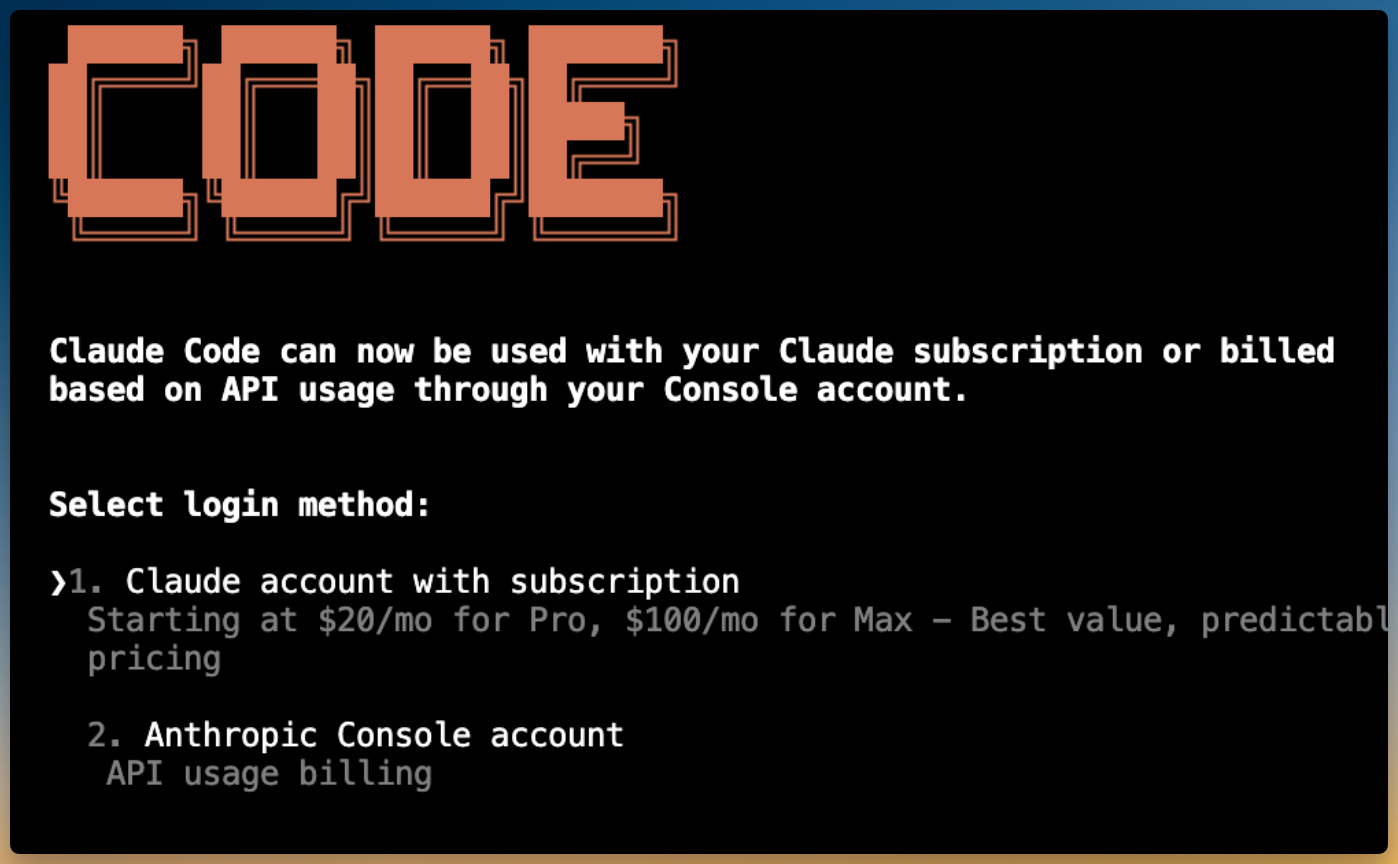 CODE
Claude Code can now be used with your Claude subscription or billed
based on API usage through your Console account.
Select login method:
❯1. Claude account with subscription
Starting at $20/mo for Pro, $100/mo for Max – Best value, predictabl
pricing
2. Anthropic Console account
API usage billing